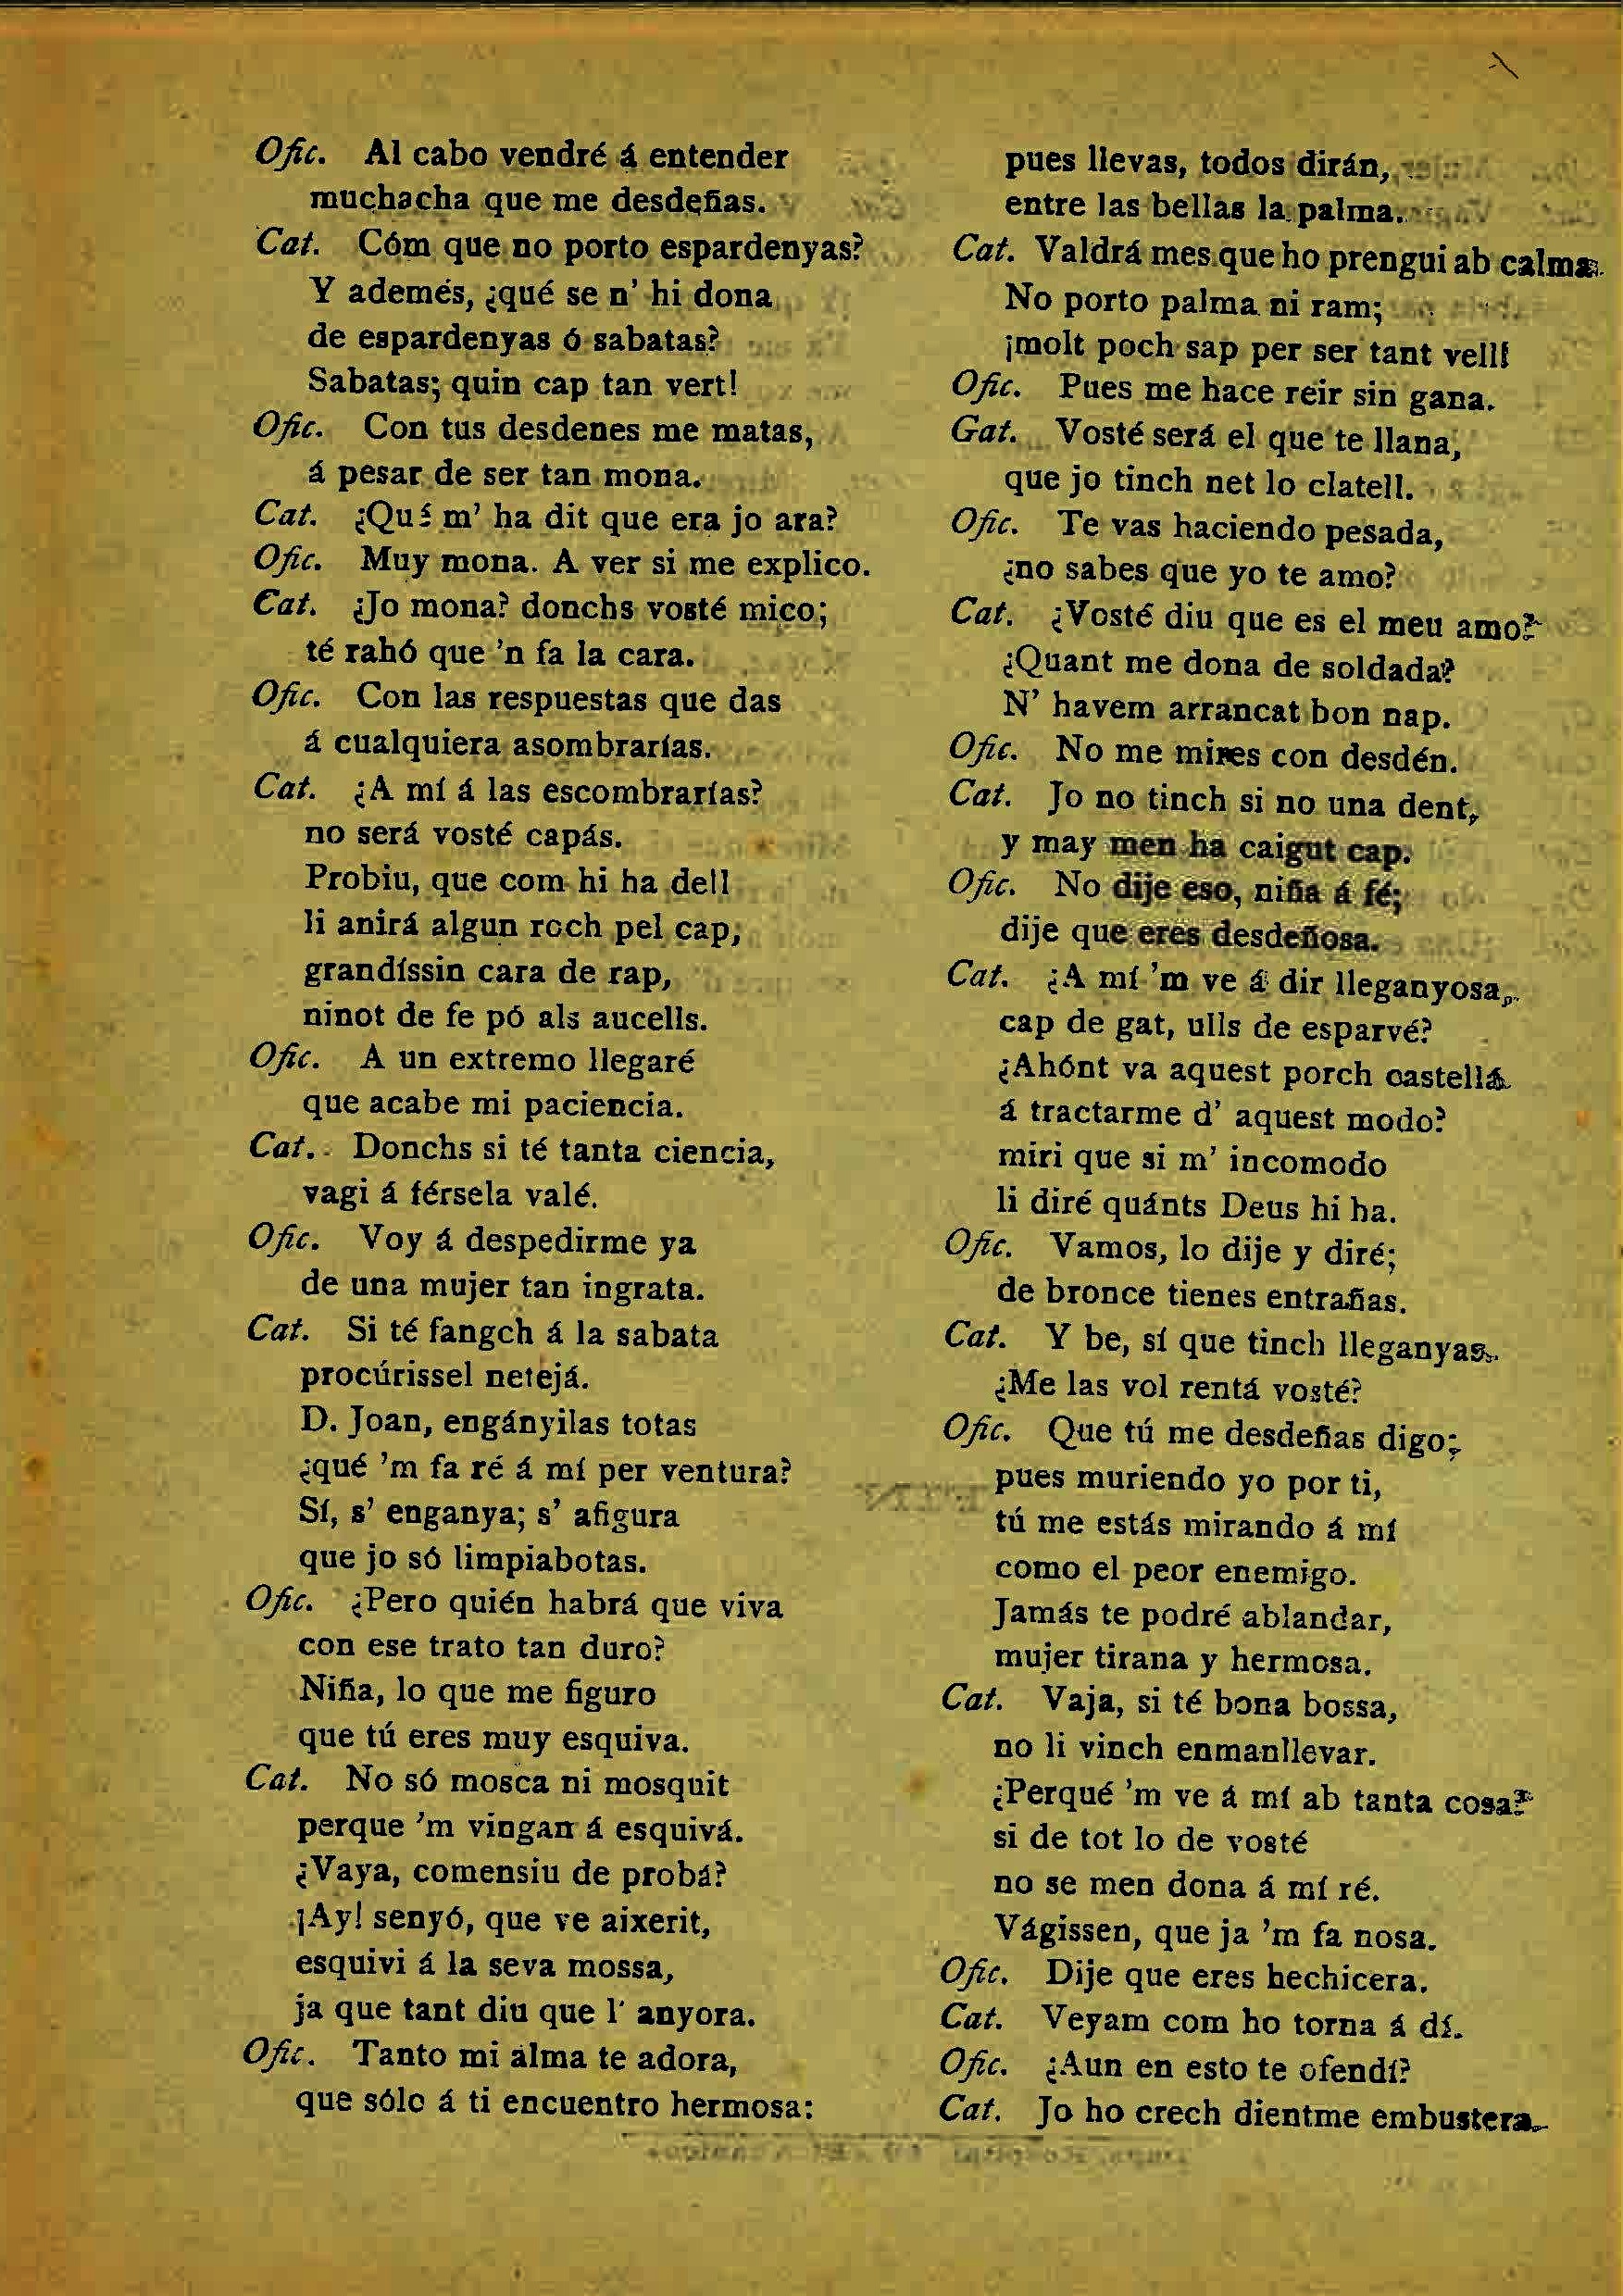 Ofic. Al cabo vendré á entender
muchacha que me desdeñas.
Cat. Cóm que no porto espardenyas?
Y ademés, ¿qué se n' hi dona
de espardenyas ó sabatas?
Sabatas; quin cap tan vert!
Ofic. Con tus desdenes me matas,
á pesar de ser tan mona.
Cat. ¿Qué m' ha dit que era jo ara?
Ofic. Muy mona. A ver si me explico.
Cat. ¿Jo mona? donchs vosté mico;
té rahó que 'n fa la cara.
Ofic. Con las respuestas que das
á cualquiera asombrarías.
Cat. ¿A mí á las escombrarías?
no será vosté capás.
Probiu, que com hi ha dell
li anirá algun roch pel cap,
grandíssin cara de rap,
ninot de fe pó als aucells.
Ofic. A un extremo llegaré
que acabe mi paciencia.
Cat. Donchs si té tanta ciencia,
vagi á férsela valé.
Ofic. Voy á despedirme ya
de una mujer tan ingrata.
Cat. Si té fangch á la sabata
procúrissel netejá.
D. Joan, engányilas totas
¿qué 'm fa ré á mí per ventura?
Sí, s' enganya; s' afigura
que jo só limpiabotas.
Ofic. ¿Pero quién habrá que viva
con ese trato tan duro?
Niña, lo que me figuro
que tú eres muy esquiva.
Cat. No só mosca ni mosquit
perque 'm vingan á esquivá.
¿Vaya, comensiu de probá?
¡Ay! senyó, que ve aixerit,
esquivi á la seva mossa,
ja que tant diu que l' anyora.
Ofic. Tanto mi alma te adora,
que sólo á ti encuentro hermosa:
pues llevas, todos dirán,
entre las bellas la palma.
Cat. Valdrá mes que ho prengui ab calma.
No porto palma ni ram;
¡molt poch sap per ser tant vell!
Ofic. Pues me hace reir sin gana.
Gat. Vosté será el que te llana,
que jo tinch net lo clatell.
Ofic. Te vas haciendo pesada,
¿no sabes que yo te amo?
Cat. ¿Vosté diu que es el meu amo?
¿Quant me dona de soldada?
N' havem arrancat bon nap.
Ofic. No me mires con desdén.
Cat. Jo no tinch si no una dent,
y may men ha caigut cap.
Ofic. No dije eso, niña á fé;
dije que eres desdeñosa.
Cat. ¿A mí 'm ve á dir lleganyosa,
cap de gat, ulls de esparvé?
¿Ahónt va aquest porch castellá
á tractarme d' aquest modo?
miri que si m' incomodo
li diré quánts Deus hi ha.
Ofic. Vamos, lo dije y diré;
de bronce tienes entrañas.
Cat. Y be, sí que tinch lleganyas.
¿Me las vol rentá vosté?
Ofic. Que tú me desdeñas digo;
pues muriendo yo por ti,
tú me estás mirando á mí
como el peor enemigo.
Jamás te podré ablandar,
mujer tirana y hermosa.
Cat. Vaja, si té bona bossa,
no li vinch enmanllevar.
¿Perqué 'm ve á mí ab tanta cosa?
si de tot lo de vosté
no se men dona á mí ré.
Vágissen, que ja 'm fa nosa.
Ofic. Dije que eres hechicera.
Cat. Veyam com ho torna á dí.
Ofic. ¿Aun en esto te ofendí?
Cat. Jo ho crech dientme embustera.